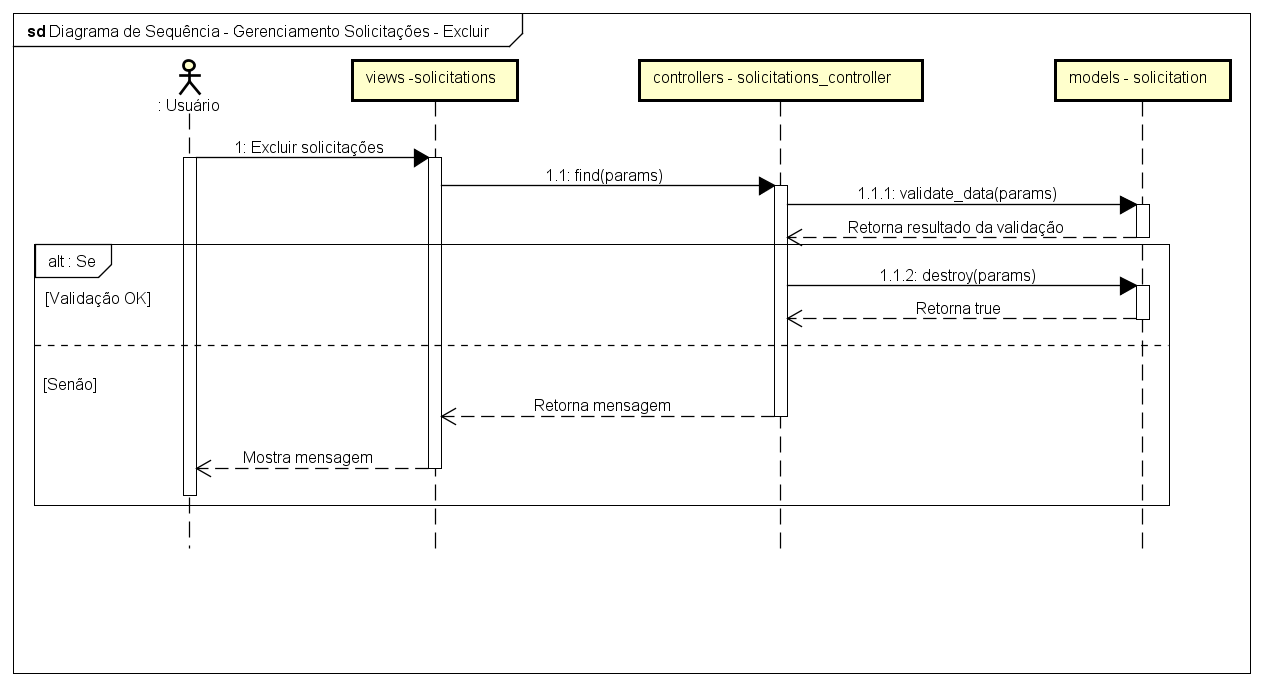 sd Diagrama de Sequência - Gerenciamento Solicitações - Excluir
: Usuário
views -solicitations
controllers - solicitations_controller
models - solicitation
1: Excluir solicitações
1.1: find(params)
1.1.1: validate_data(params)
Retorna resultado da validação
alt : Se
[Validação OK]
1.1.2: destroy(params)
Retorna true
[Senão]
Retorna mensagem
Mostra mensagem